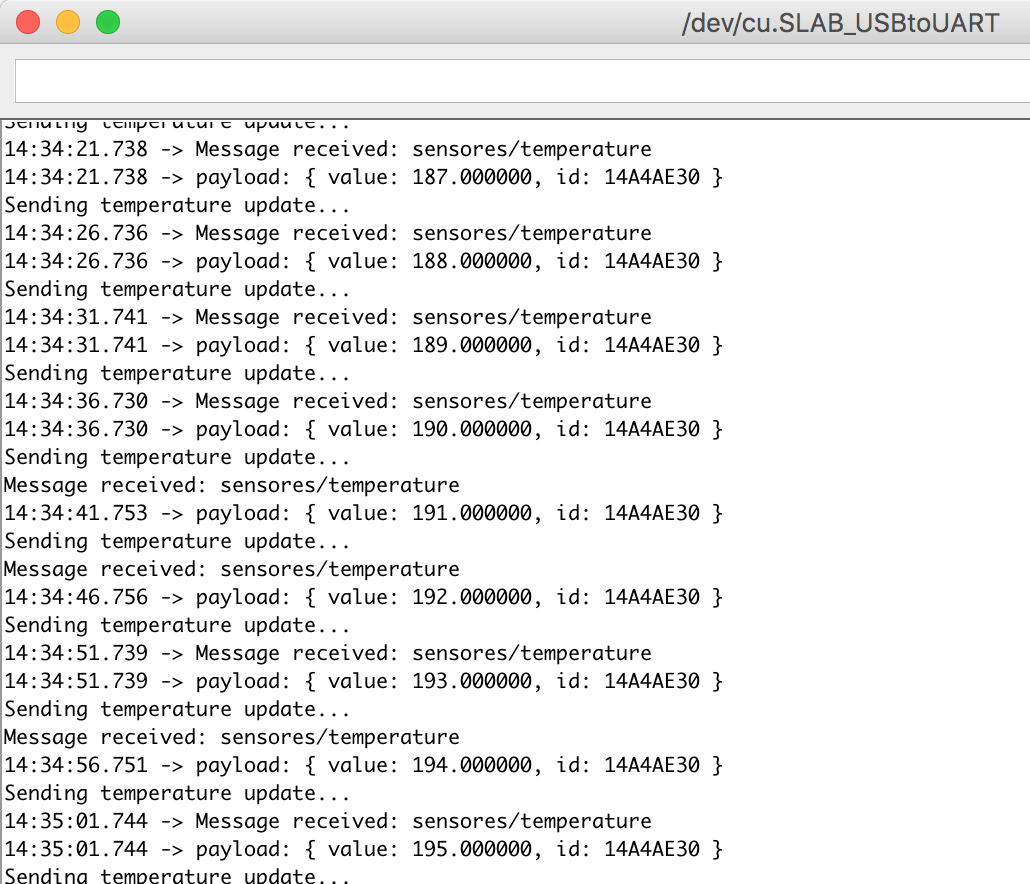 /dev/cu.SLAB_USBtoUART
Sending temperature update...
14:34:21.738 -> Message received: sensores/temperature
14:34:21.738 -> payload: { value: 187.000000, id: 14A4AE30 }
Sending temperature update...
14:34:26.736 -> Message received: sensores/temperature
14:34:26.736 -> payload: { value: 188.000000, id: 14A4AE30 }
Sending temperature update...
14:34:31.741 -> Message received: sensores/temperature
14:34:31.741 -> payload: { value: 189.000000, id: 14A4AE30 }
Sending temperature update...
14:34:36.730 -> Message received: sensores/temperature
14:34:36.730 -> payload: { value: 190.000000, id: 14A4AE30 }
Sending temperature update...
Message received: sensores/temperature
14:34:41.753 -> payload: { value: 191.000000, id: 14A4AE30 }
Sending temperature update...
Message received: sensores/temperature
14:34:46.756 -> payload: { value: 192.000000, id: 14A4AE30 }
Sending temperature update...
14:34:51.739 -> Message received: sensores/temperature
14:34:51.739 -> payload: { value: 193.000000, id: 14A4AE30 }
Sending temperature update...
Message received: sensores/temperature
14:34:56.751 -> payload: { value: 194.000000, id: 14A4AE30 }
Sending temperature update...
14:35:01.744 -> Message received: sensores/temperature
14:35:01.744 -> payload: { value: 195.000000, id: 14A4AE30 }
Sending temperature update...